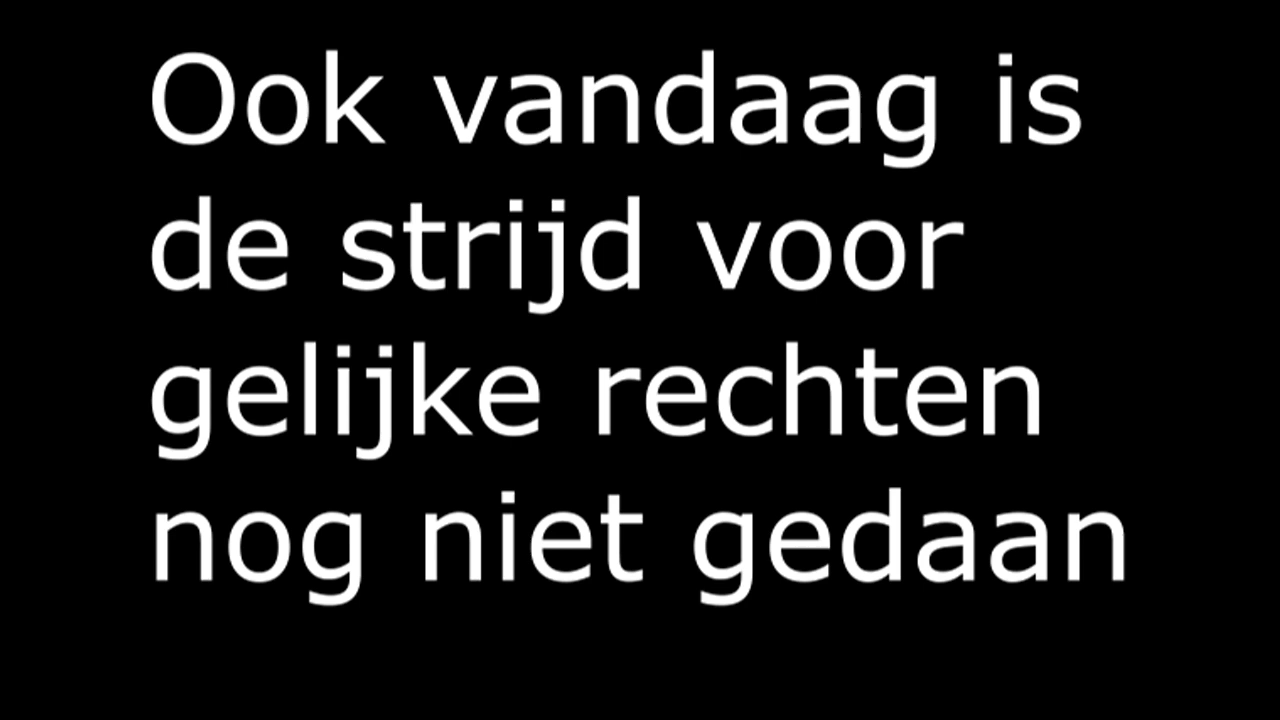 Ook vandaag is
de strijd voor
gelijke rechten
nog niet gedaan